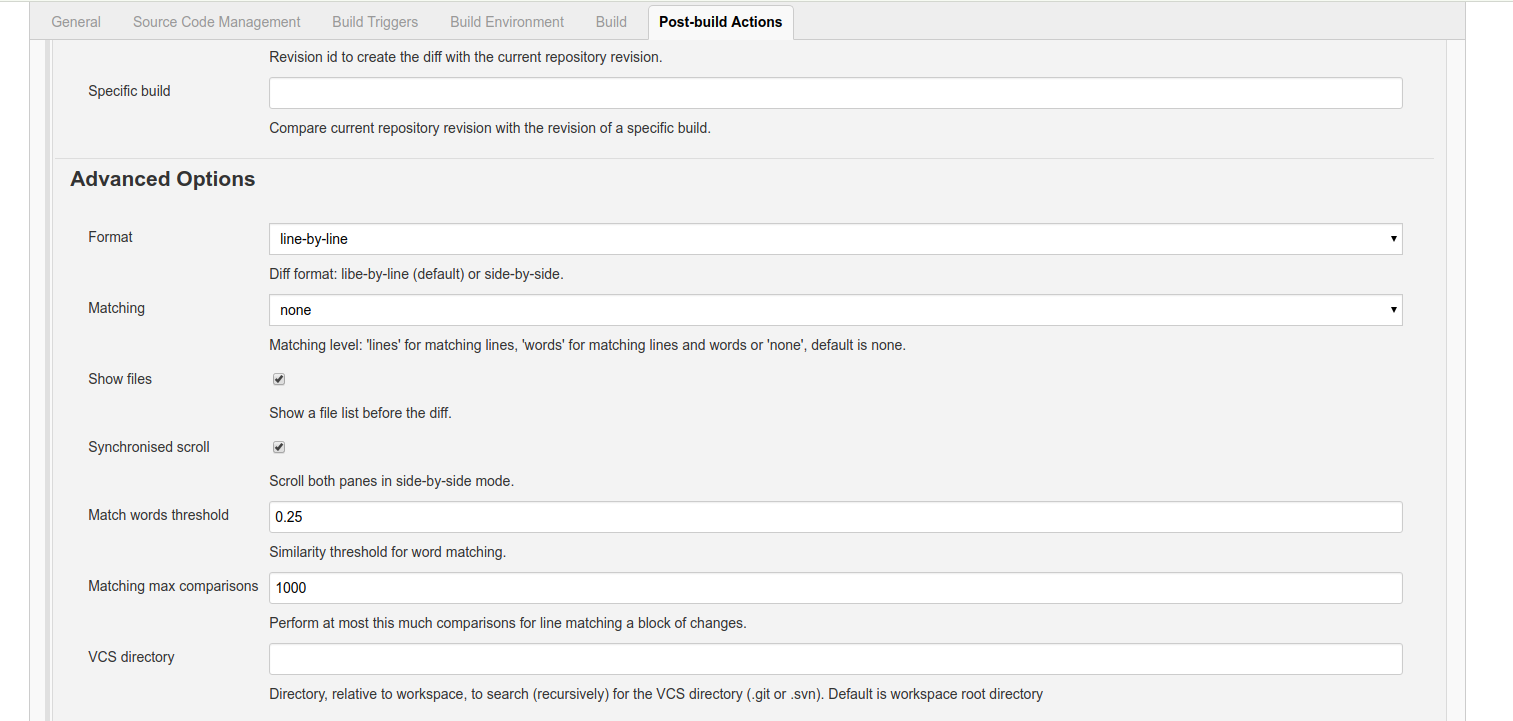 General Source Code Management Build Triggers Build Environment Build Post-build Actions
Revision id to create the diff with the current repository revision.
Specific build
Compare current repository revision with the revision of a specific build.
Advanced Options
Format line-by-line
Diff format: libe-by-line (default) or side-by-side.
Matching none
Matching level: 'lines' for matching lines, 'words' for matching lines and words or 'none', default is none.
Show files
Show a file list before the diff.
Synchronised scroll
Scroll both panes in side-by-side mode.
Match words threshold 0.25
Similarity threshold for word matching.
Matching max comparisons 1000
Perform at most this much comparisons for line matching a block of changes.
VCS directory
Directory, relative to workspace, to search (recursively) for the VCS directory (.git or .svn). Default is workspace root directory